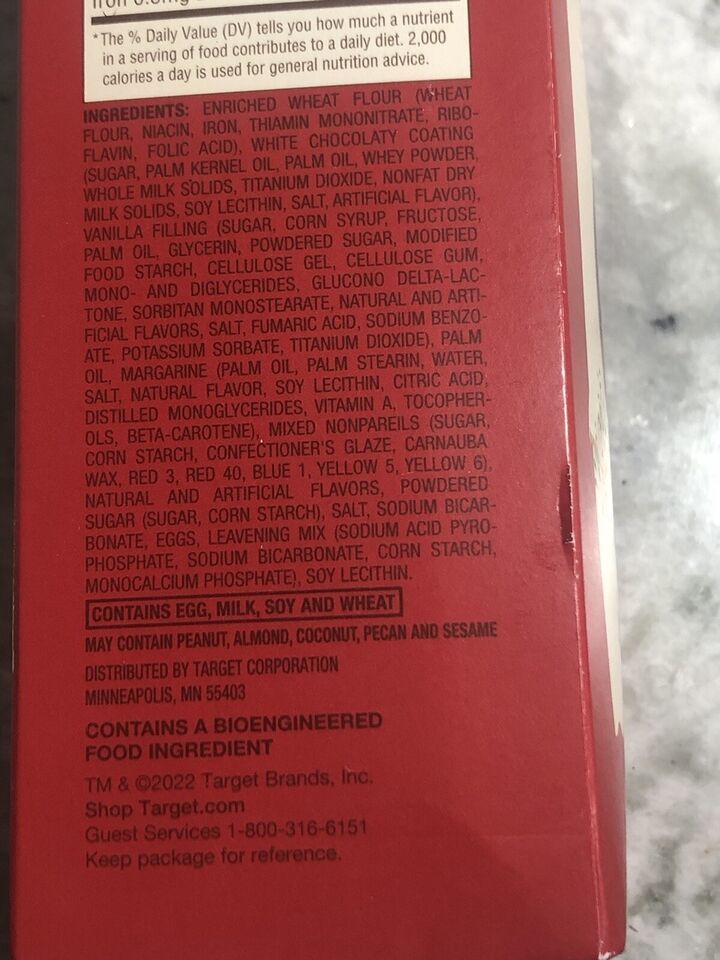 *The % Daily Value (DV) tells you how much a nutrient
in a serving of food contributes to a daily diet. 2,000
calories a day is used for general nutrition advice.
INGREDIENTS: ENRICHED WHEAT FLOUR (WHEAT
FLOUR, NIACIN, IRON, THIAMIN MONONITRATE, RIBO-
FLAVIN, FOLIC ACID), WHITE CHOCOLATY COATING
(SUGAR, PALM KERNEL OIL, PALM OIL, WHEY POWDER,
WHOLE MILK SOLIDS, TITANIUM DIOXIDE, NONFAT DRY
MILK SOLIDS, SOY LECITHIN, SALT, ARTIFICIAL FLAVOR),
VANILLA FILLING (SUGAR, CORN SYRUP, FRUCTOSE,
PALM OIL, GLYCERIN, POWDERED SUGAR, MODIFIED
FOOD STARCH, CELLULOSE GEL, CELLULOSE GUM,
MONO- AND DIGLYCERIDES, GLUCONO DELTA-LAC-
TONE, SORBITAN MONOSTEARATE, NATURAL AND ARTI-
FICIAL FLAVORS, SALT, FUMARIC ACID, SODIUM BENZO-
ATE, POTASSIUM SORBATE, TITANIUM DIOXIDE), PALM
OIL, MARGARINE (PALM OIL, PALM STEARIN, WATER,
SALT, NATURAL FLAVOR, SOY LECITHIN, CITRIC ACID,
DISTILLED MONOGLYCERIDES, VITAMIN A, TOCOPHER-
OLS, BETA-CAROTENE), MIXED NONPAREILS (SUGAR,
CORN STARCH, CONFECTIONER'S GLAZE, CARNAUBA
WAX, RED 3, RED 40, BLUE 1, YELLOW 5, YELLOW 6),
NATURAL AND ARTIFICIAL FLAVORS, POWDERED
SUGAR (SUGAR, CORN STARCH), SALT, SODIUM BICAR-
BONATE, EGGS, LEAVENING MIX (SODIUM ACID PYRO-
PHOSPHATE, SODIUM BICARBONATE, CORN STARCH,
MONOCALCIUM PHOSPHATE), SOY LECITHIN.
CONTAINS EGG, MILK, SOY AND WHEAT
MAY CONTAIN PEANUT, ALMOND, COCONUT, PECAN AND SESAME
DISTRIBUTED BY TARGET CORPORATION
MINNEAPOLIS, MN 55403
CONTAINS A BIOENGINEERED
FOOD INGREDIENT
TM & ©2022 Target Brands, Inc.
Shop Target.com
Guest Services 1-800-316-6151
Keep package for reference.